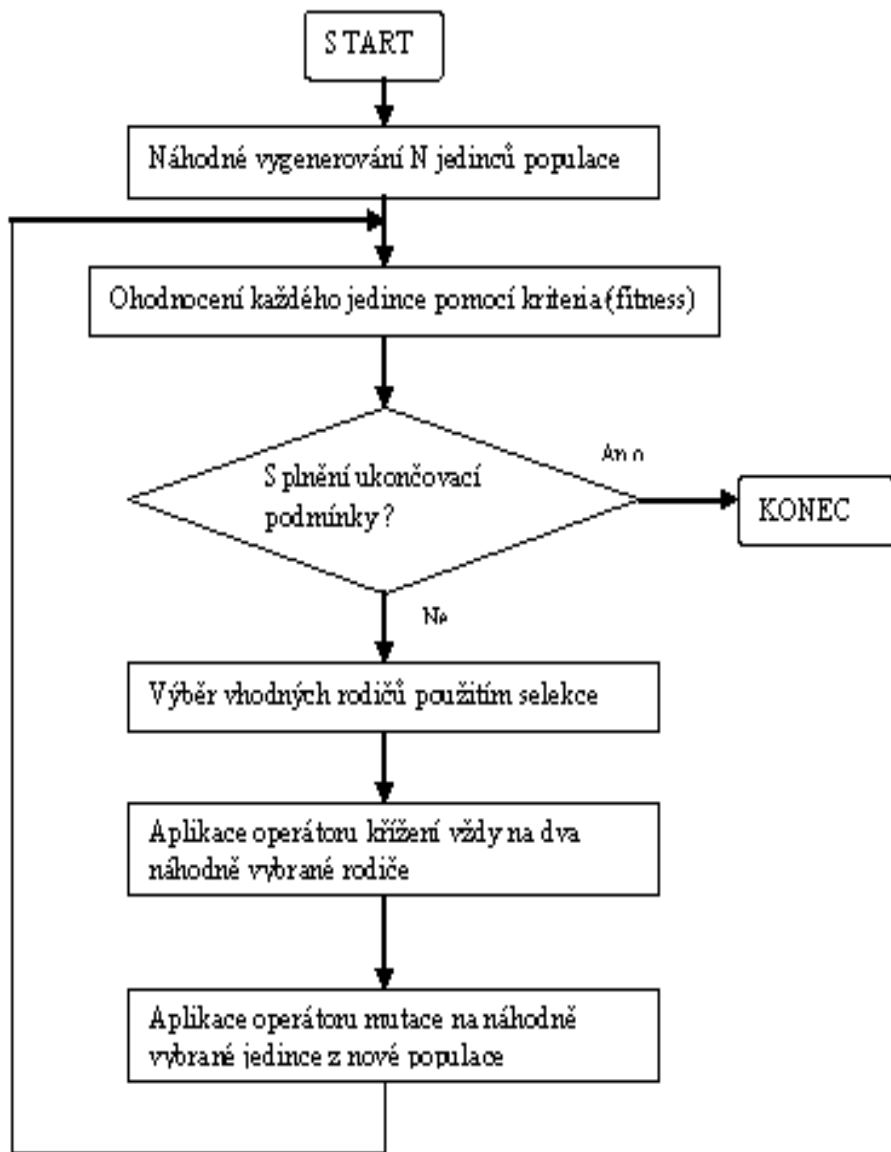 START
Náhodné vygenerování N jedinců populace
Ohodnocení každého jedince pomocí kriteria (fitness)
Splnění ukončovací
podmínky?
Ano
KONEC
Ne
Výběr vhodných rodičů použitím selekce
Aplikace operátoru křížení vždy na dva
náhodně vybrané rodiče
Aplikace operátoru mutace na náhodně
vybrané jedince z nové populace